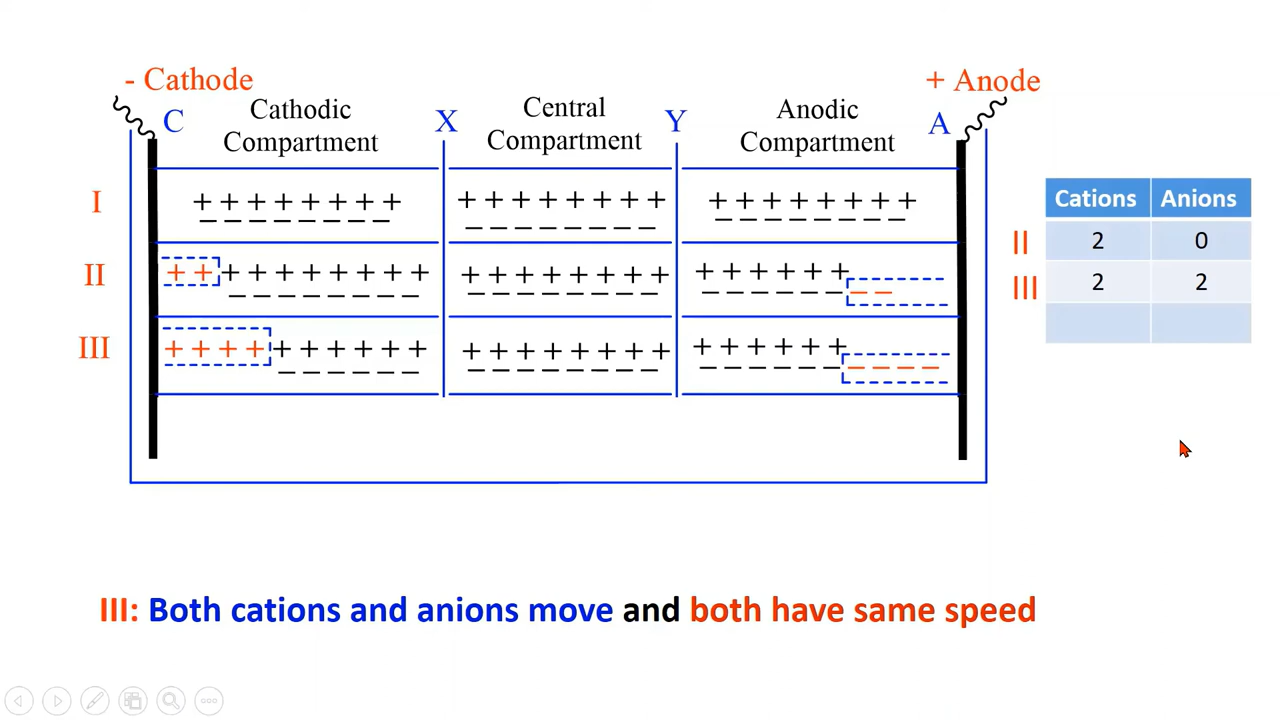 - Cathode
+ Anode
C
Cathodic
Compartment
X
Central
Compartment
Y
Anodic
Compartment
A
I
+ + + + + + + +
− − − − − − − −
+ + + + + + + +
− − − − − − − −
+ + + + + + + +
− − − − − − − −
II
+ + + + + + + + + +
− − − − − − − −
+ + + + + + + +
− − − − − − − −
+ + + + + +
− − − − − − − −
III
+ + + + + + + + + +
− − − − − −
+ + + + + + + +
− − − − − − − −
+ + + + + +
− − − − − − − − − −
Cations Anions
II 2 0
III 2 2
III: Both cations and anions move and both have same speed